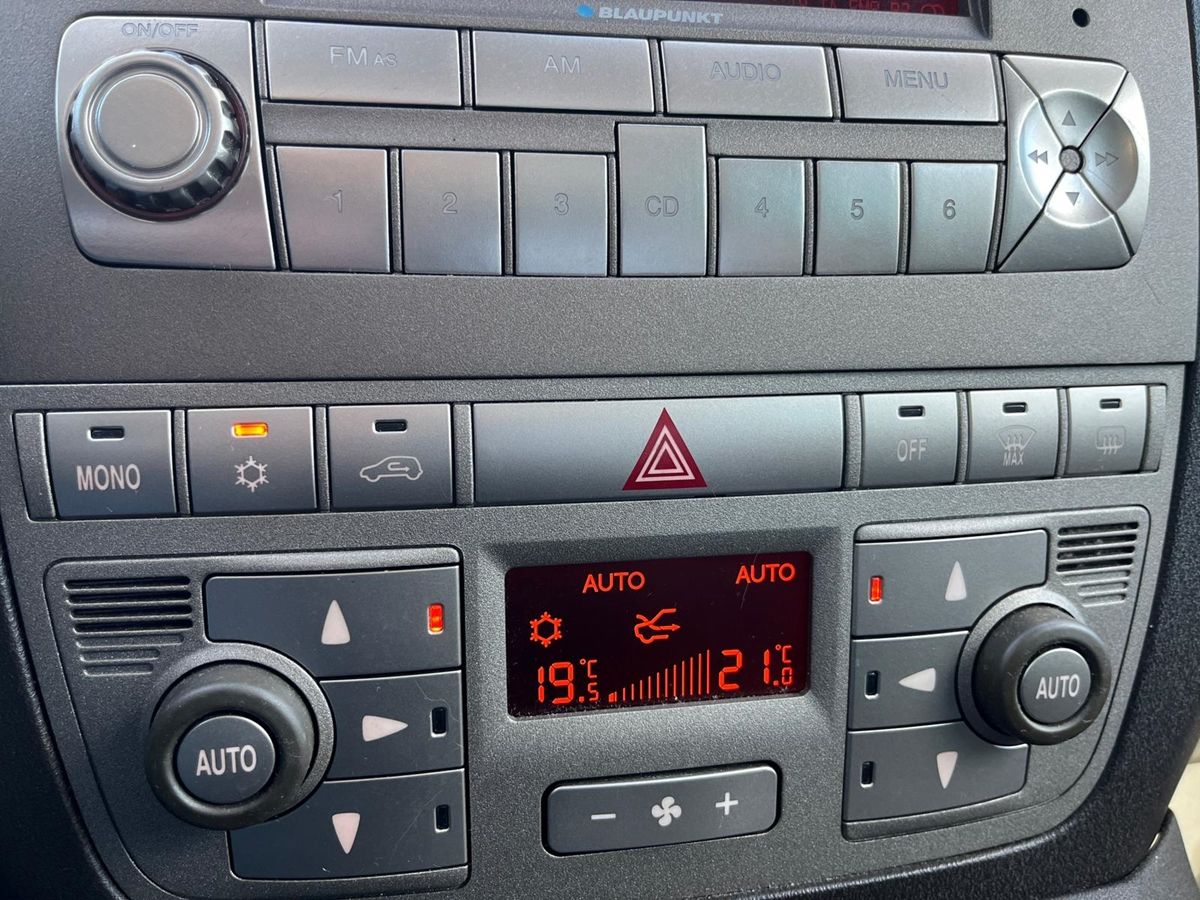 BLAUPUNKT
ON/OFF
FM AS
AM
AUDIO
MENU
1
2
3
CD
4
5
6
MONO
OFF
MAX
AUTO
AUTO
19.5 °C
21.0 °C
AUTO
AUTO